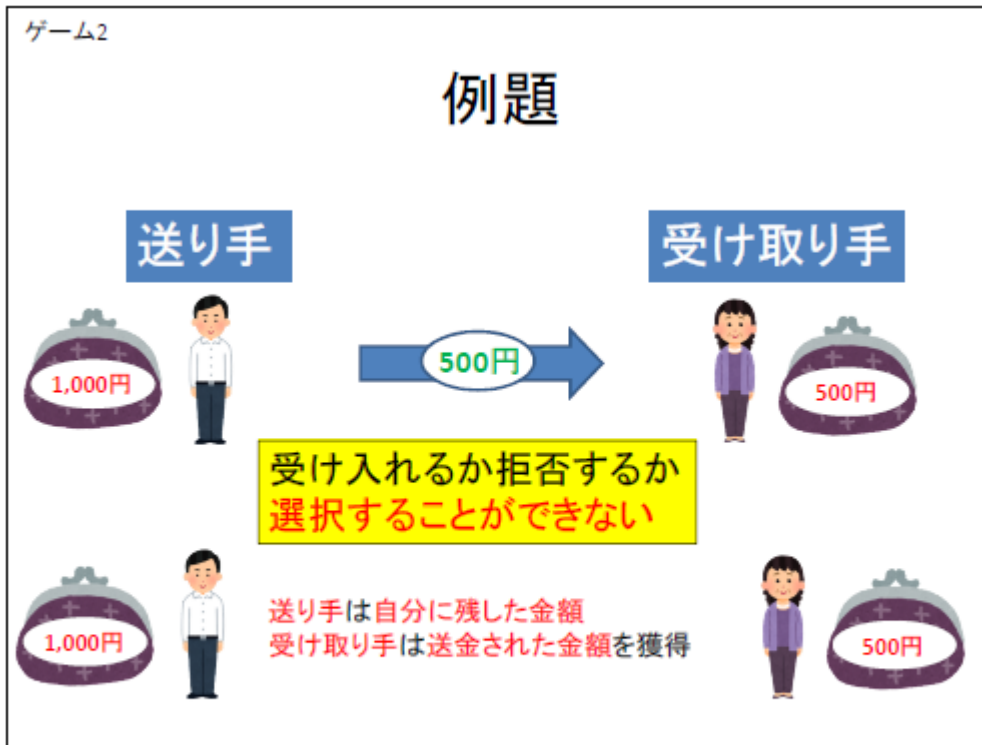 ゲーム2
例題
送り手
受け取り手
1,000円
500円
500円
受け入れるか拒否するか
選択することができない
1,000円
送り手は自分に残した金額
受け取り手は送金された金額を獲得
500円